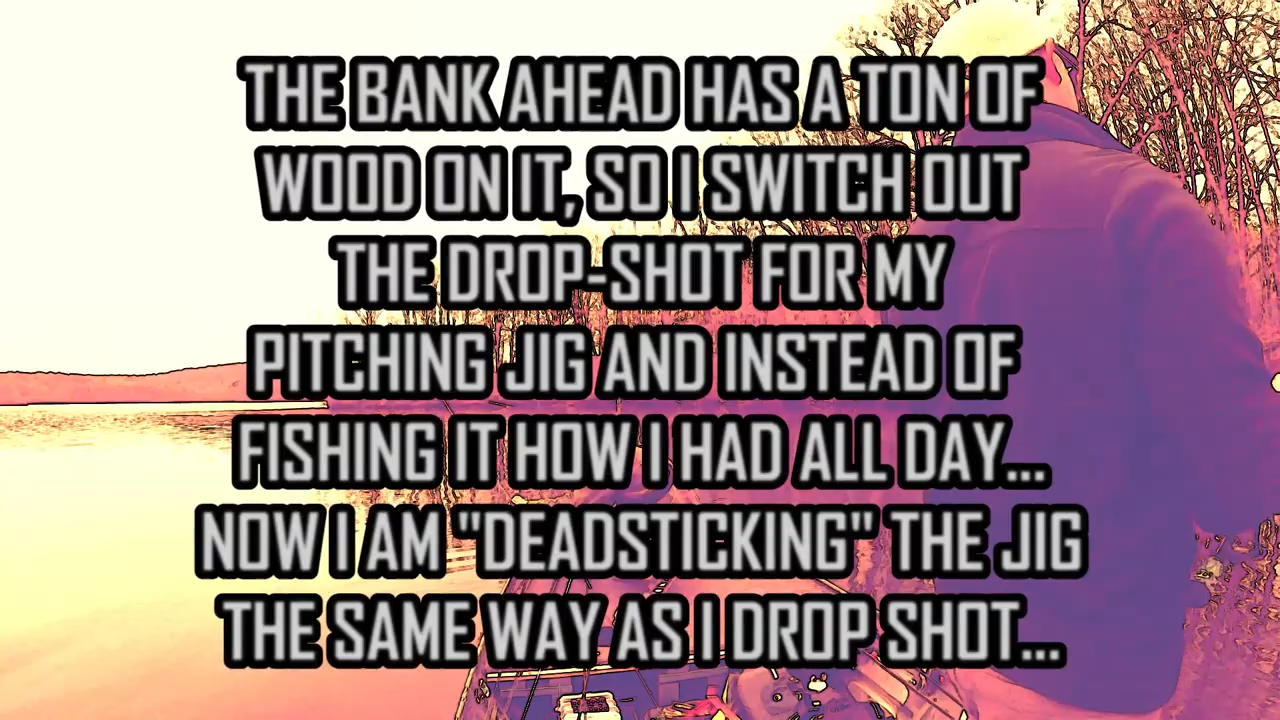 THE BANK AHEAD HAS A TON OF
WOOD ON IT, SO I SWITCH OUT
THE DROP-SHOT FOR MY
PITCHING JIG AND INSTEAD OF
FISHING IT HOW I HAD ALL DAY...
NOW I AM "DEADSTICKING" THE JIG
THE SAME WAY AS I DROP SHOT...